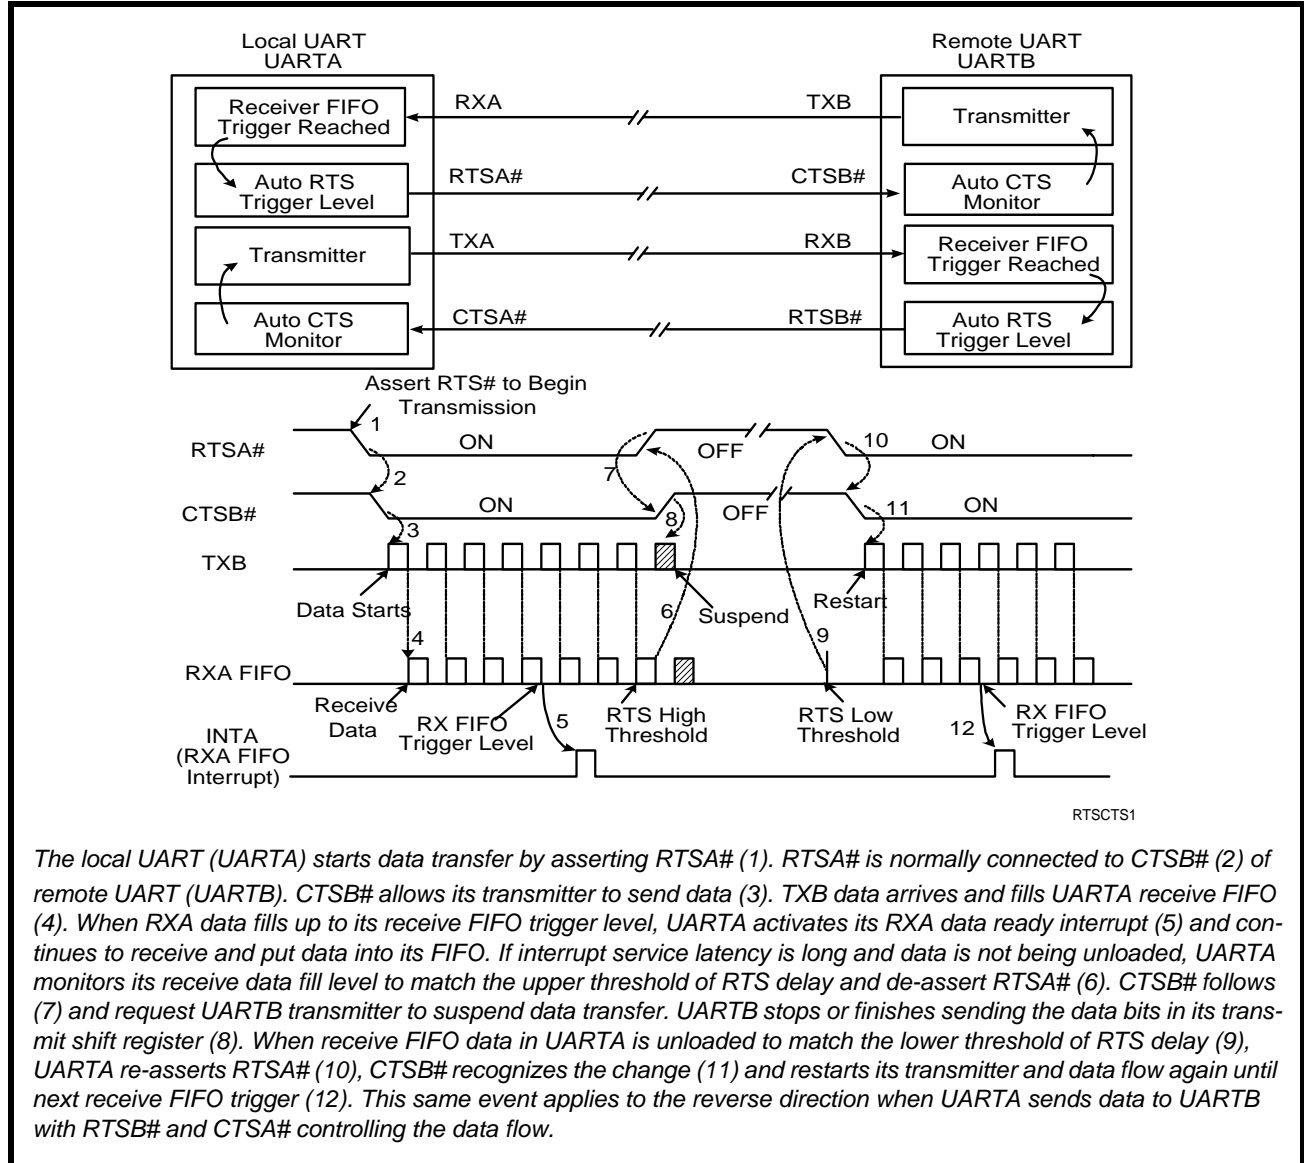 Local UART
UARTA
Remote UART
UARTB
Receiver FIFO
Trigger Reached
RXA
TXB
Transmitter
Auto RTS
Trigger Level
RTSA#
CTSB#
Auto CTS
Monitor
Transmitter
TXA
RXB
Receiver FIFO
Trigger Reached
Auto CTS
Monitor
CTSA#
RTSB#
Auto RTS
Trigger Level
Assert RTS# to Begin
Transmission
1
RTSA#
ON
OFF
10
ON
2
7
CTSB#
ON
8
OFF
11
ON
3
TXB
Data Starts
6
Suspend
Restart
4
9
RXA FIFO
Receive
Data
RX FIFO
Trigger Level
5
RTS High
Threshold
RTS Low
Threshold
12
RX FIFO
Trigger Level
INTA
(RXA FIFO
Interrupt)
RTSCTS1
The local UART (UARTA) starts data transfer by asserting RTSA# (1). RTSA# is normally connected to CTSB# (2) of
remote UART (UARTB). CTSB# allows its transmitter to send data (3). TXB data arrives and fills UARTA receive FIFO
(4). When RXA data fills up to its receive FIFO trigger level, UARTA activates its RXA data ready interrupt (5) and con-
tinues to receive and put data into its FIFO. If interrupt service latency is long and data is not being unloaded, UARTA
monitors its receive data fill level to match the upper threshold of RTS delay and de-assert RTSA# (6). CTSB# follows
(7) and request UARTB transmitter to suspend data transfer. UARTB stops or finishes sending the data bits in its trans-
mit shift register (8). When receive FIFO data in UARTA is unloaded to match the lower threshold of RTS delay (9),
UARTA re-asserts RTSA# (10), CTSB# recognizes the change (11) and restarts its transmitter and data flow again until
next receive FIFO trigger (12). This same event applies to the reverse direction when UARTA sends data to UARTB
with RTSB# and CTSA# controlling the data flow.